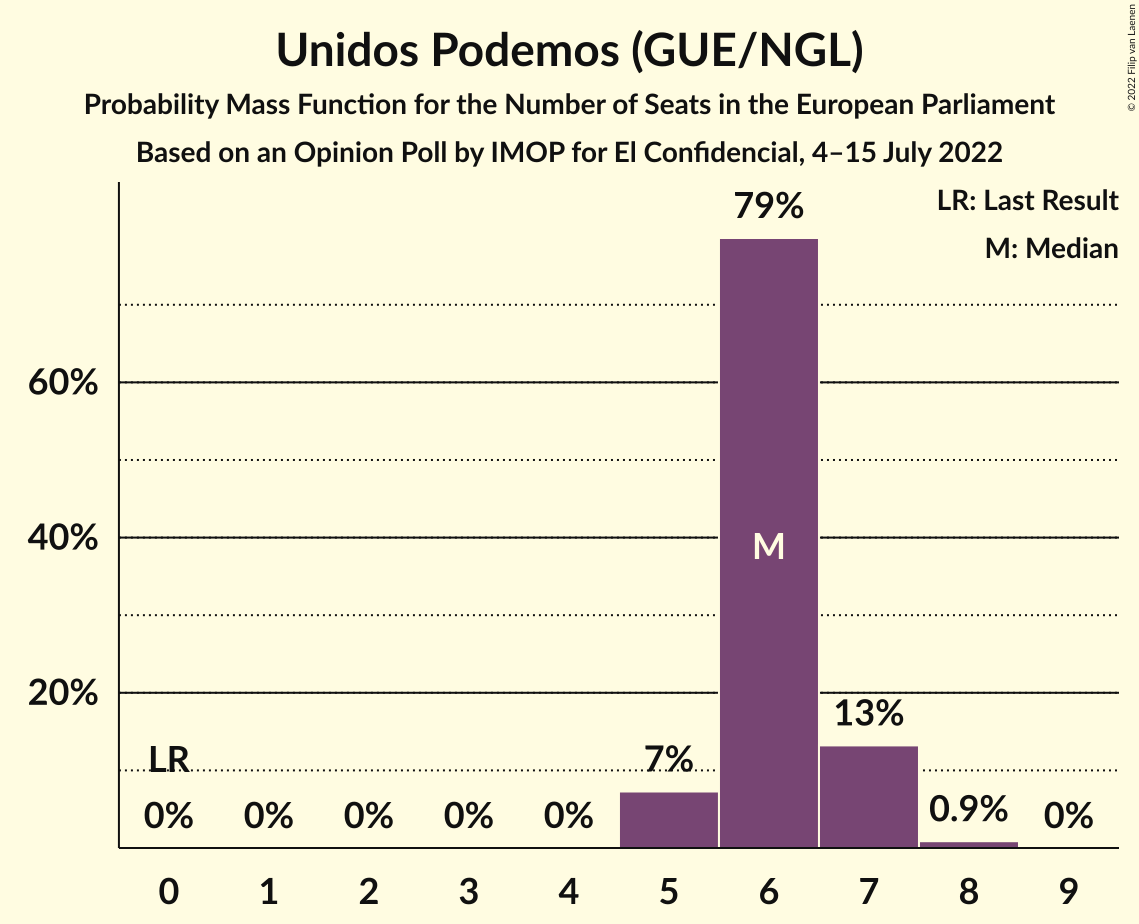 Unidos Podemos (GUE/NGL)
Probability Mass Function for the Number of Seats in the European Parliament
Based on an Opinion Poll by IMOP for El Confidencial, 4–15 July 2022
© 2022 Filip van Laenen
LR: Last Result
M: Median
79%
60%
40%
M
20%
13%
LR
7%
0%
0%
0%
0%
0%
0.9%
0%
0 1 2 3 4 5 6 7 8 9